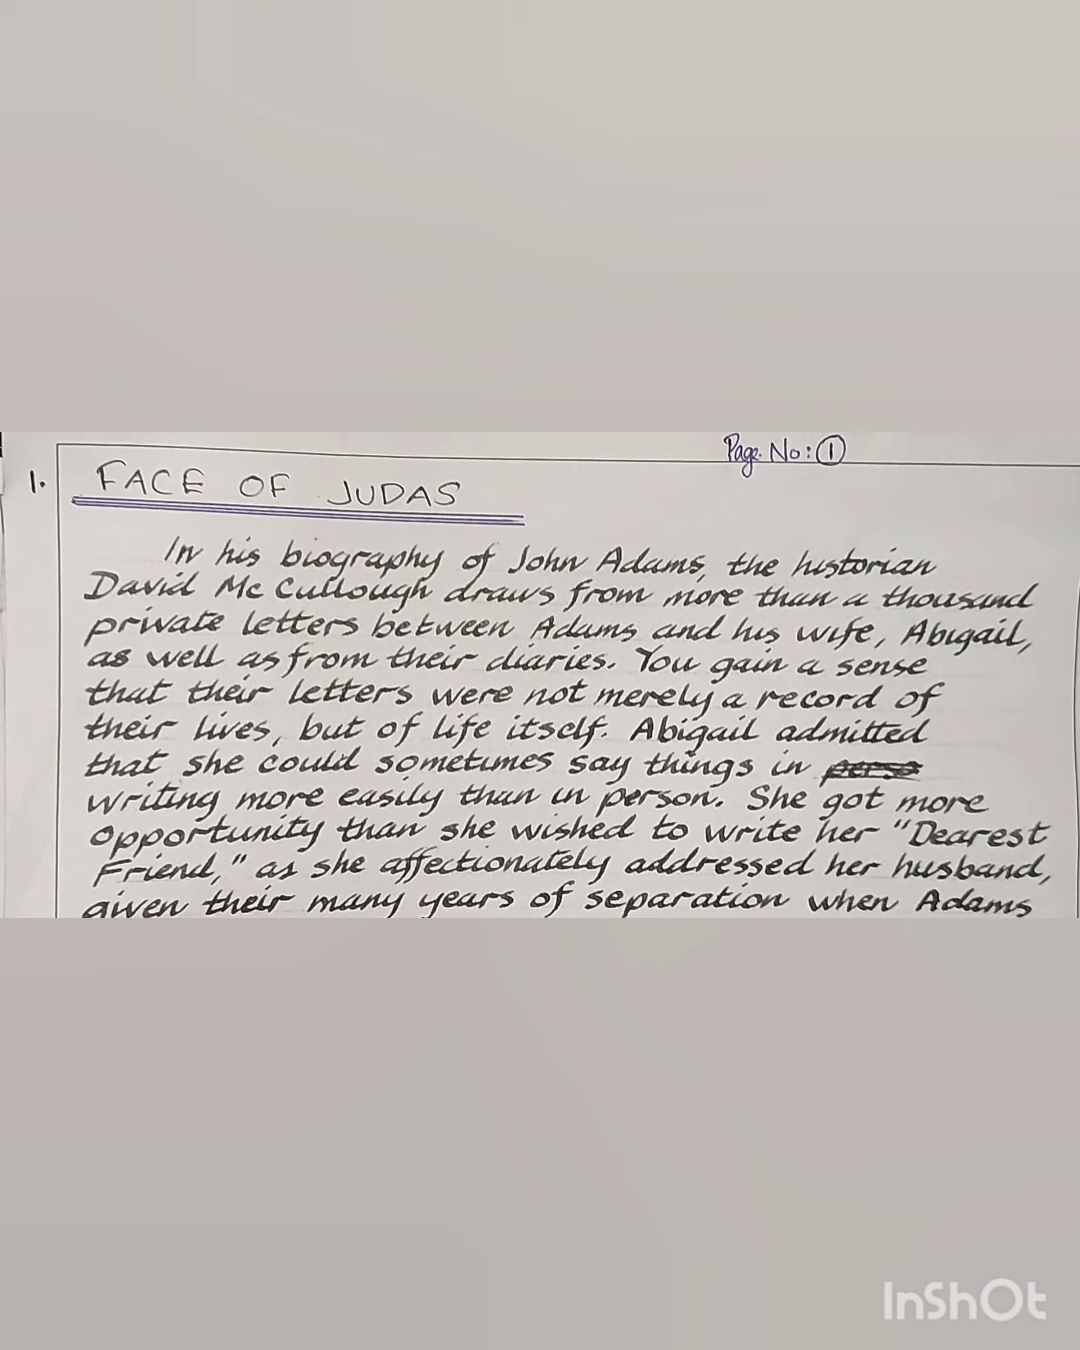 Page. No: 1
1. FACE OF JUDAS
In his biography of John Adams, the historian
David Mc Cullough draws from more than a thousand
private letters between Adams and his wife, Abigail,
as well as from their diaries. You gain a sense
that their letters were not merely a record of
their lives, but of life itself. Abigail admitted
that she could sometimes say things in perso
writing more easily than in person. She got more
opportunity than she wished to write her "Dearest
Friend," as she affectionately addressed her husband,
given their many years of separation when Adams
InShOt